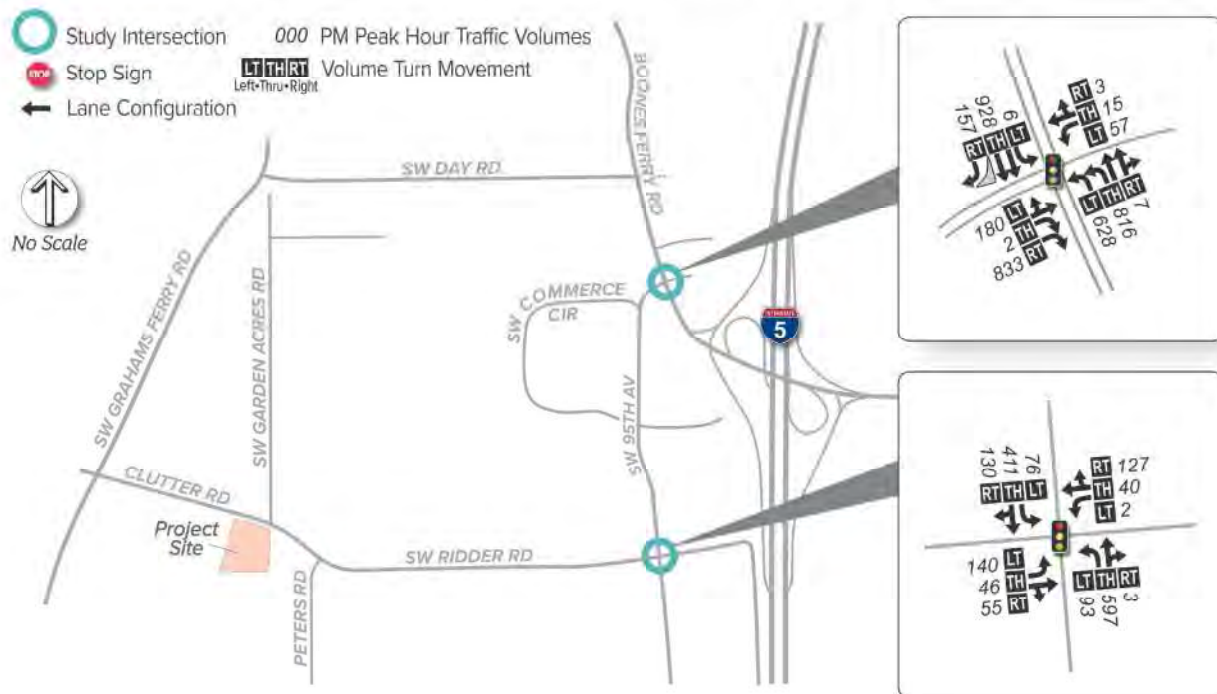 Study Intersection
000 PM Peak Hour Traffic Volumes
STOP Stop Sign
LT TH RT Volume Turn Movement
Left•Thru•Right
Lane Configuration
No Scale
BOONES FERRY RD
SW DAY RD
SW GRAHAMS FERRY RD
SW GARDEN ACRES RD
SW COMMERCE
CIR
INTERSTATE
5
SW 95TH AV
CLUTTER RD
Project
Site
SW RIDDER RD
PETERS RD
157 928 6
RT TH LT
RT 3
TH 15
LT 57
180 LT
2 TH
833 RT
LT TH RT
628 816 7
130 411 76
RT TH LT
RT 127
TH 40
LT 2
140 LT
46 TH
55 RT
LT TH RT
93 597 3